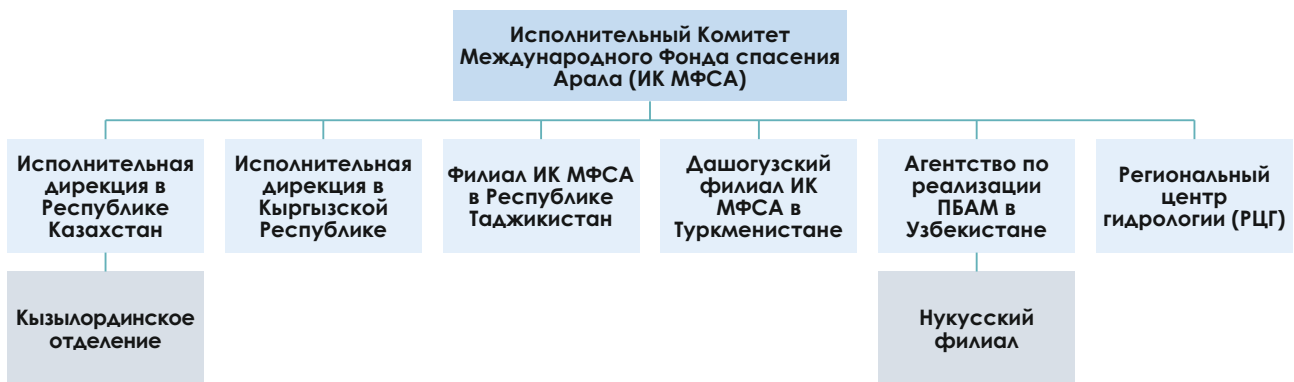 Исполнительный Комитет
Международного Фонда спасения
Арала (ИК МФСА)
Исполнительная
дирекция в
Республике
Казахстан
Исполнительная
дирекция в
Кыргызской
Республике
Филиал ИК МФСА
в Республике
Таджикистан
Дашогузский
филиал ИК
МФСА в
Туркменистане
Агентство по
реализации
ПБАМ в
Узбекистане
Региональный
центр
гидрологии (РЦГ)
Кызылординское
отделение
Нукусский
филиал